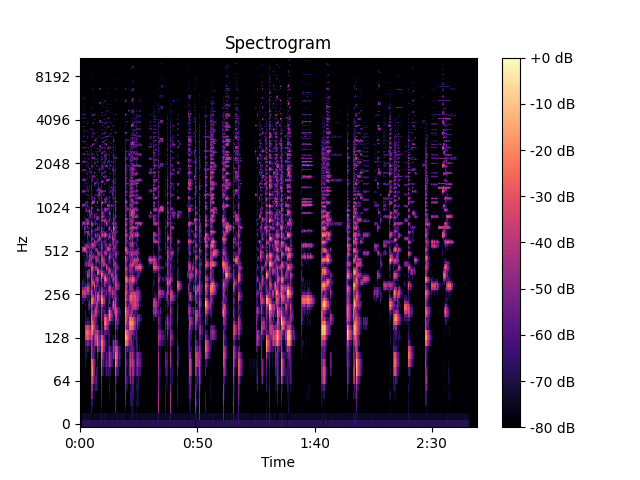 Spectrogram
8192
4096
2048
1024
512
256
128
64
0
Hz
0:00
0:50
1:40
2:30
Time
+0 dB
-10 dB
-20 dB
-30 dB
-40 dB
-50 dB
-60 dB
-70 dB
-80 dB